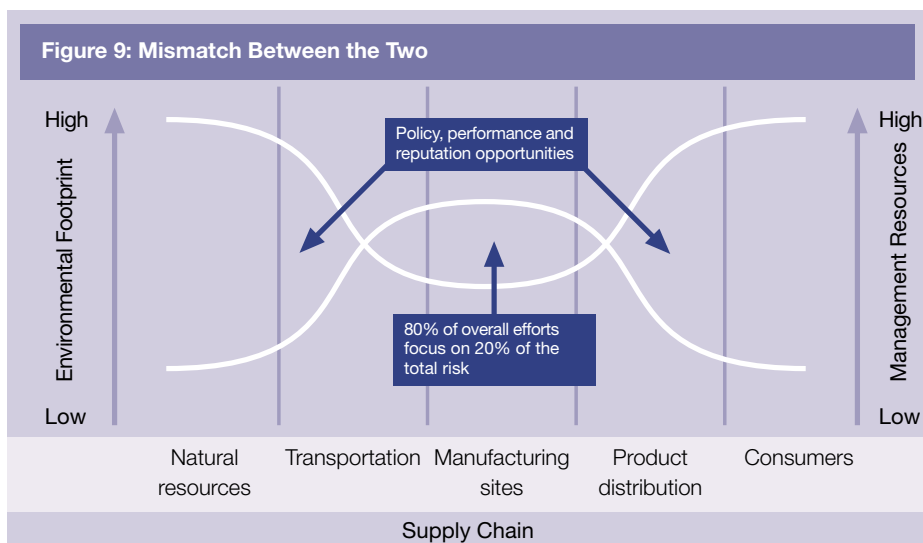 Figure 9: Mismatch Between the Two
High
Environmental Footprint
Low
Policy, performance and
reputation opportunities
80% of overall efforts
focus on 20% of the
total risk
High
Management Resources
Low
Natural
resources
Transportation
Manufacturing
sites
Product
distribution
Consumers
Supply Chain